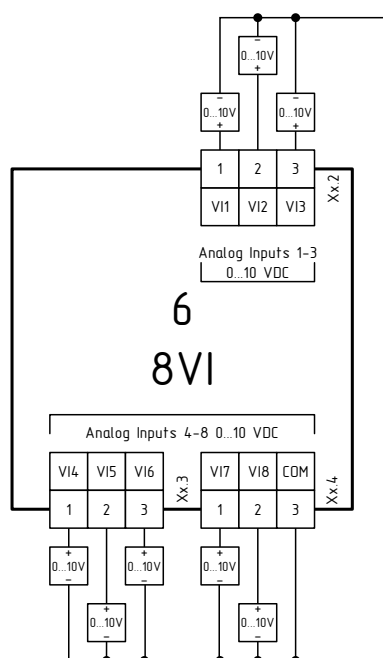 −
0...10V
+
−
0...10V
+
−
0...10V
+
1 2 3
VI1 VI2 VI3
Xx.2
Analog Inputs 1-3
0...10 VDC
6
8VI
Analog Inputs 4-8 0...10 VDC
VI4 VI5 VI6
1 2 3
Xx.3
VI7 VI8 COM
1 2 3
Xx.4
+
0...10V
−
+
0...10V
−
+
0...10V
−
+
0...10V
−
+
0...10V
−